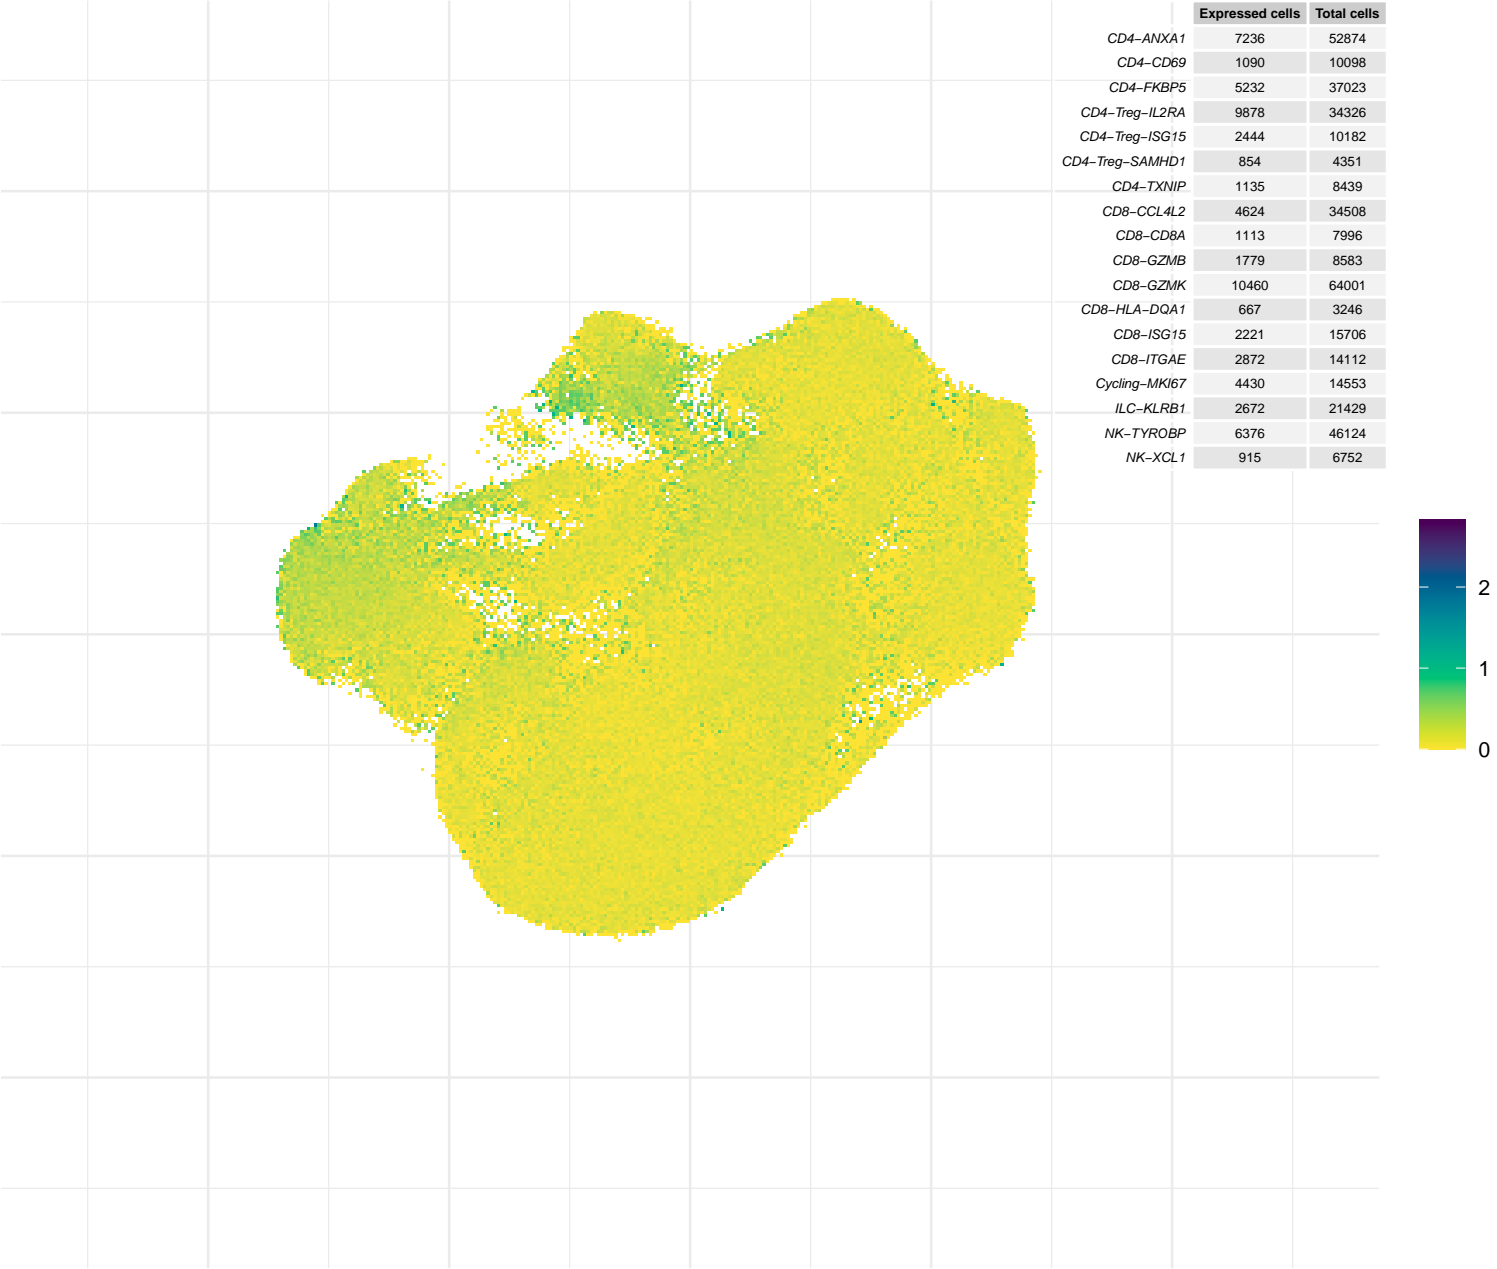 Expressed cells Total cells
CD4−ANXA1 7236 52874
CD4−CD69 1090 10098
CD4−FKBP5 5232 37023
CD4−Treg−IL2RA 9878 34326
CD4−Treg−ISG15 2444 10182
CD4−Treg−SAMHD1 854 4351
CD4−TXNIP 1135 8439
CD8−CCL4L2 4624 34508
CD8−CD8A 1113 7996
CD8−GZMB 1779 8583
CD8−GZMK 10460 64001
CD8−HLA−DQA1 667 3246
CD8−ISG15 2221 15706
CD8−ITGAE 2872 14112
Cycling−MKI67 4430 14553
ILC−KLRB1 2672 21429
NK−TYROBP 6376 46124
NK−XCL1 915 6752
2
1
0